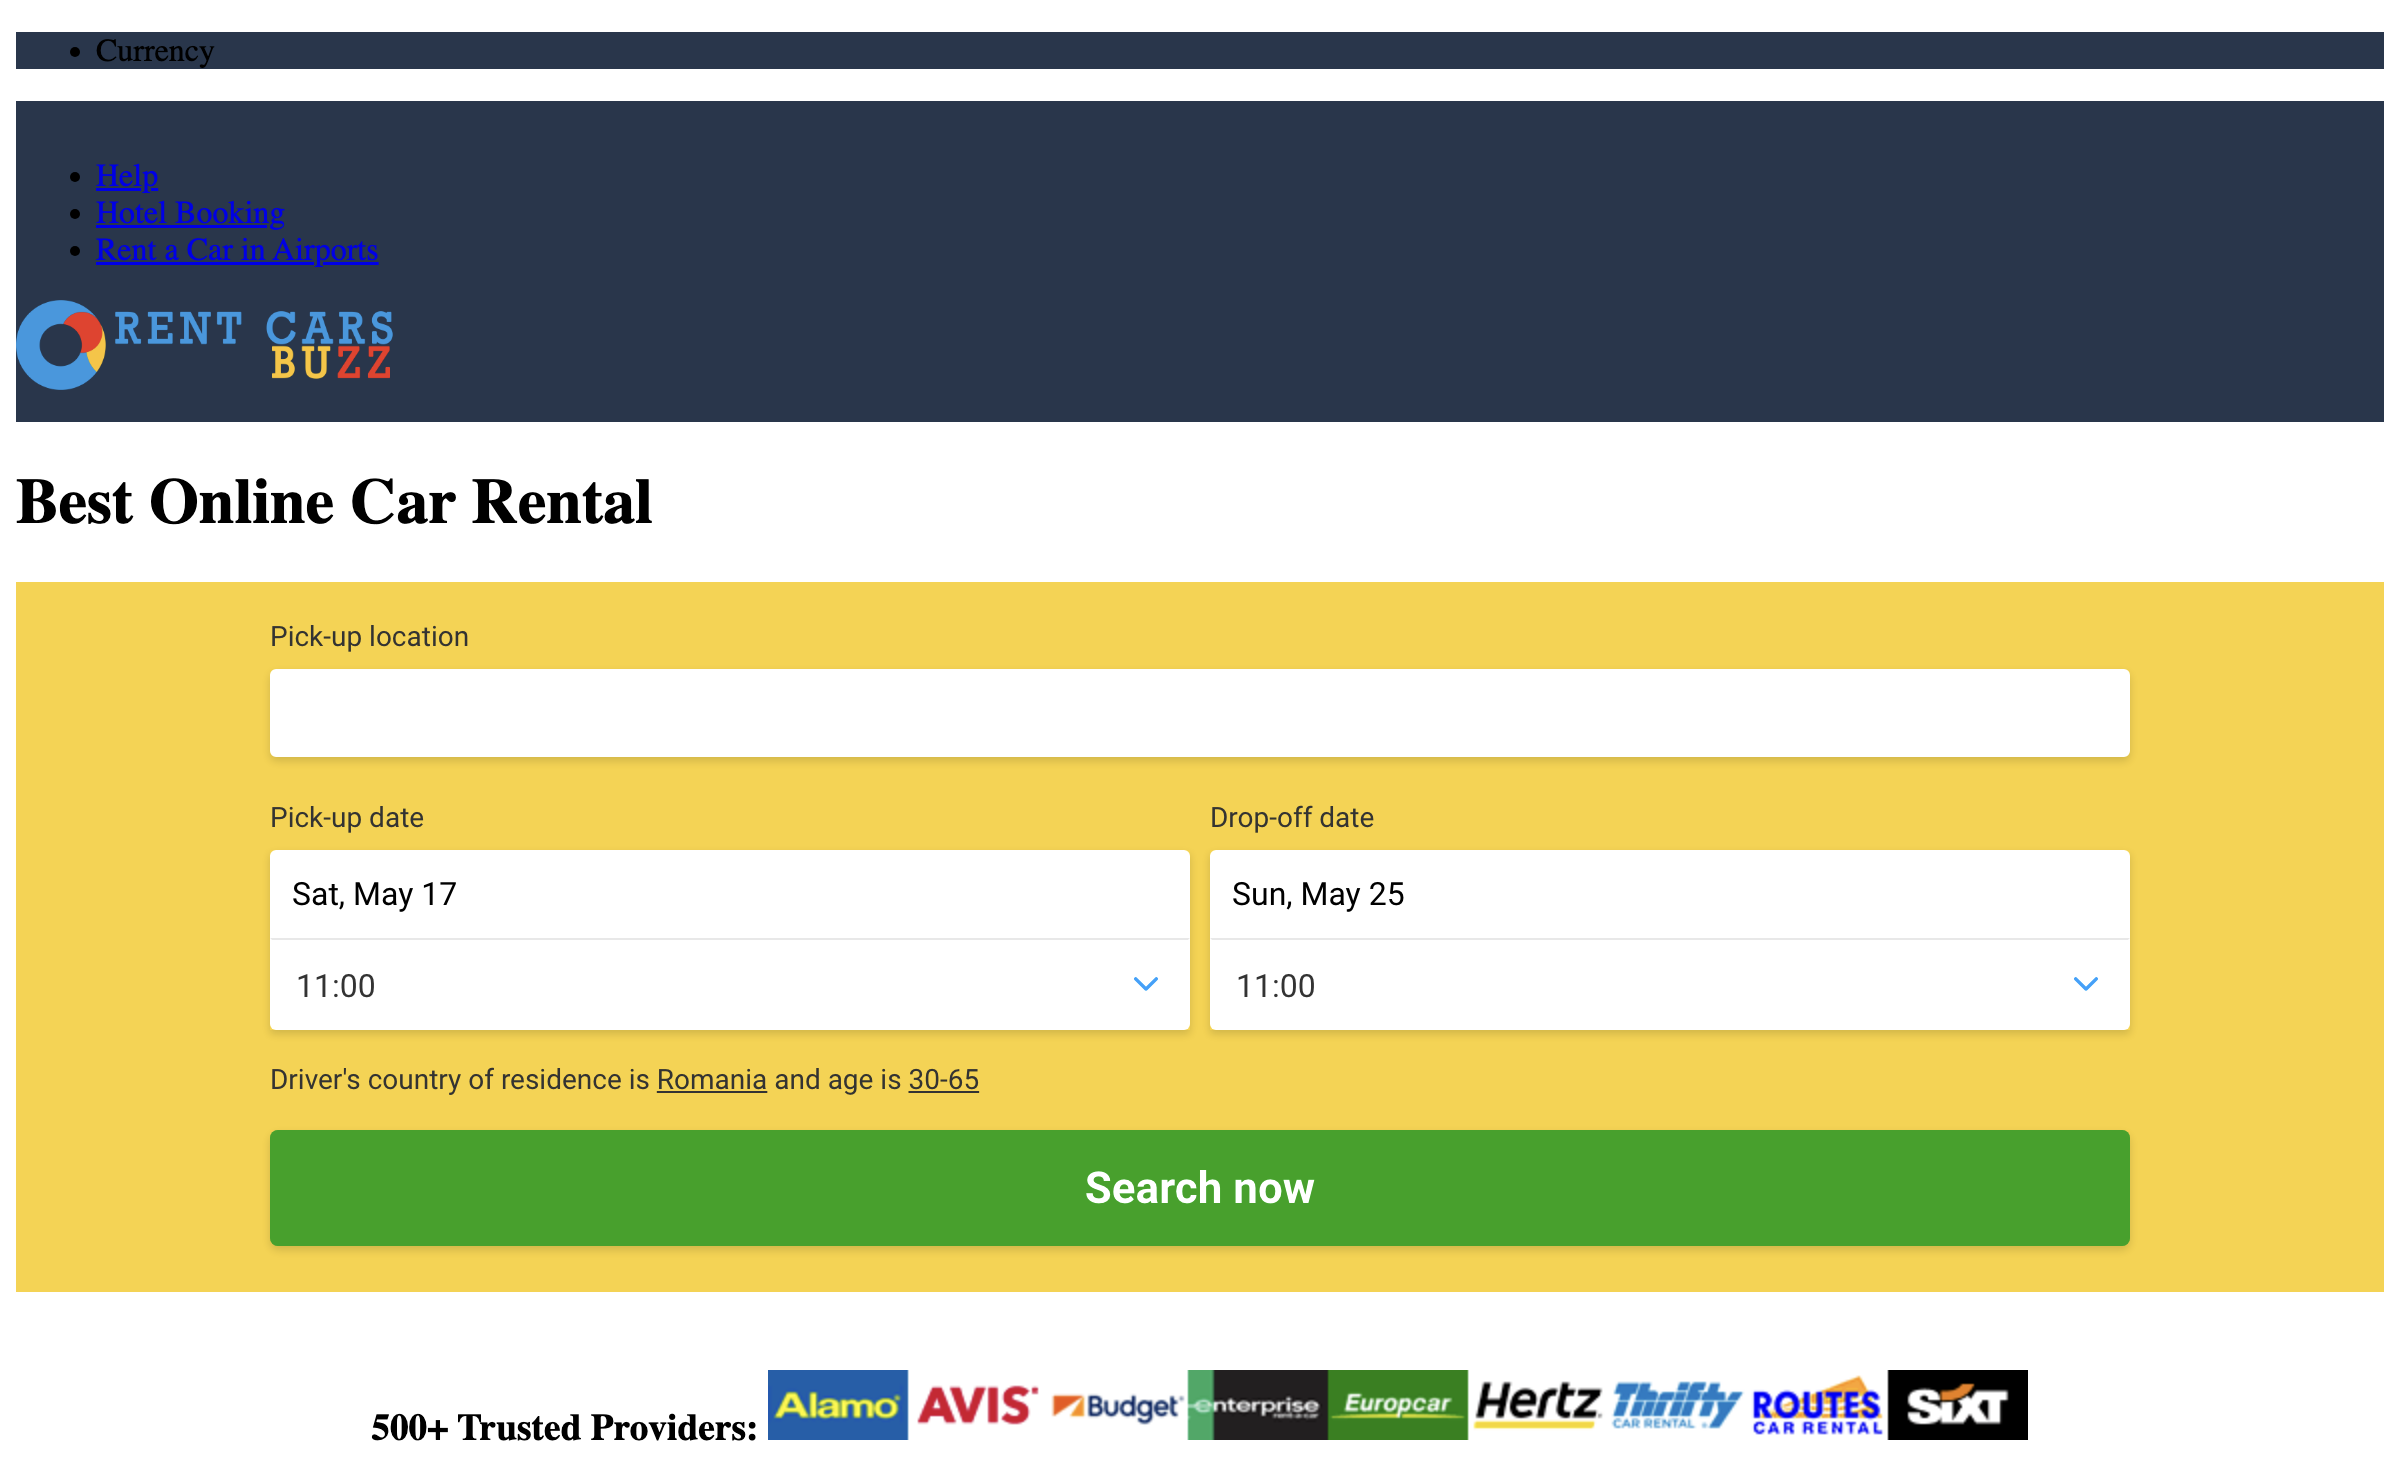 Currency
Help
Hotel Booking
Rent a Car in Airports
RENT CARS
BUZZ
Best Online Car Rental
Pick-up location
Pick-up date
Drop-off date
Sat, May 17
Sun, May 25
11:00
11:00
Driver's country of residence is Romania and age is 30-65
Search now
500+ Trusted Providers: Alamo AVIS Budget enterprise Europcar Hertz Thrifty CAR RENTAL ROUTES CAR RENTAL SIXT